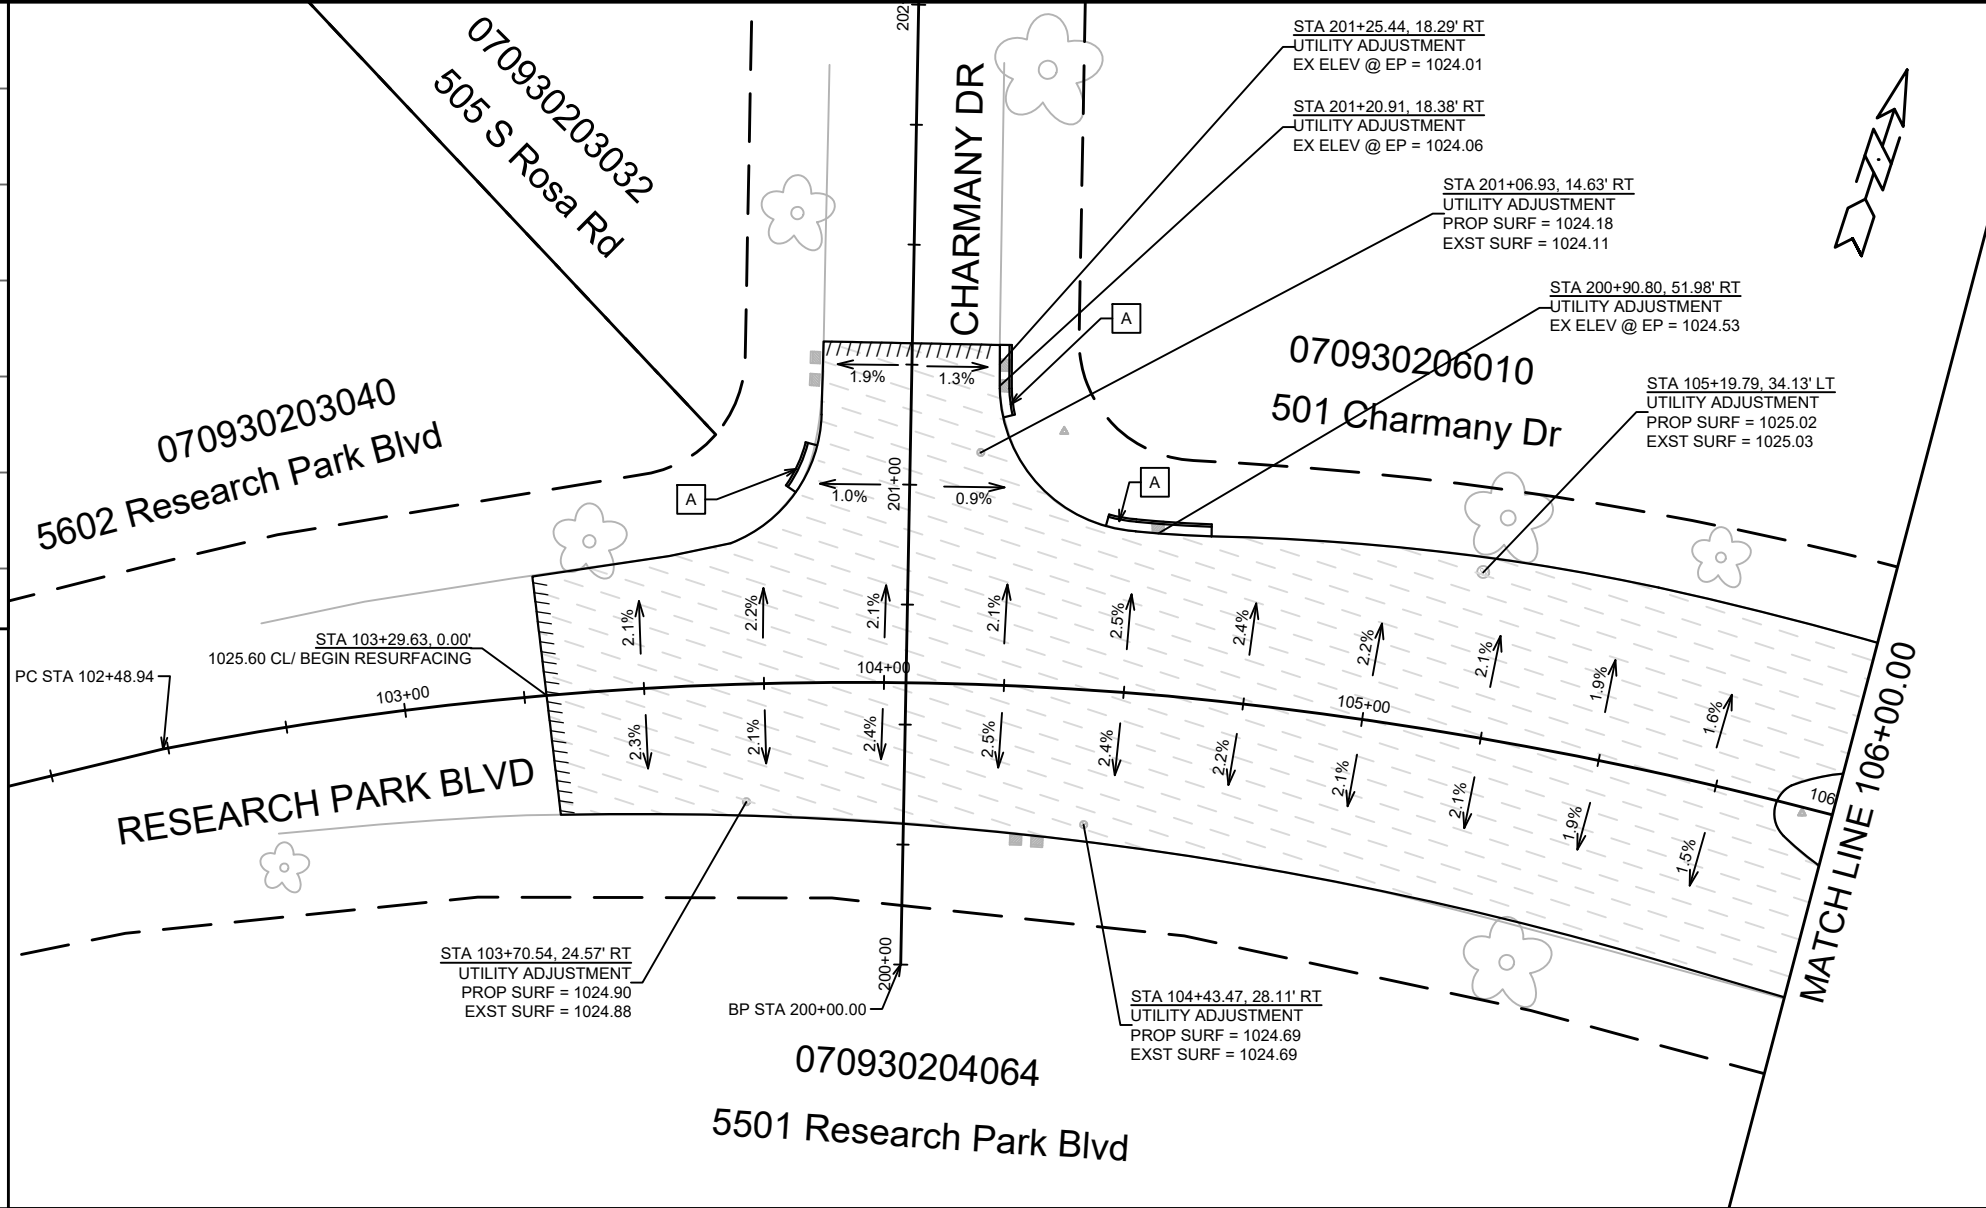 202
STA 201+25.44, 18.29' RT
UTILITY ADJUSTMENT
EX ELEV @ EP = 1024.01
STA 201+20.91, 18.38' RT
UTILITY ADJUSTMENT
EX ELEV @ EP = 1024.06
STA 201+06.93, 14.63' RT
UTILITY ADJUSTMENT
PROP SURF = 1024.18
EXST SURF = 1024.11
STA 200+90.80, 51.98' RT
UTILITY ADJUSTMENT
EX ELEV @ EP = 1024.53
STA 105+19.79, 34.13' LT
UTILITY ADJUSTMENT
PROP SURF = 1025.02
EXST SURF = 1025.03
070930203032
505 S Rosa Rd
CHARMANY DR
070930206010
501 Charmany Dr
070930203040
5602 Research Park Blvd
A
A
A
1.9%
1.3%
1.0%
0.9%
201+00
2.1%
2.2%
2.1%
2.1%
2.5%
2.4%
2.2%
2.1%
1.9%
1.6%
STA 103+29.63, 0.00'
1025.60 CL/ BEGIN RESURFACING
PC STA 102+48.94
103+00
104+00
105+00
106
2.3%
2.1%
2.4%
2.5%
2.4%
2.2%
2.1%
2.1%
1.9%
1.5%
RESEARCH PARK BLVD
MATCH LINE 106+00.00
STA 103+70.54, 24.57' RT
UTILITY ADJUSTMENT
PROP SURF = 1024.90
EXST SURF = 1024.88
200+00
BP STA 200+00.00
STA 104+43.47, 28.11' RT
UTILITY ADJUSTMENT
PROP SURF = 1024.69
EXST SURF = 1024.69
070930204064
5501 Research Park Blvd